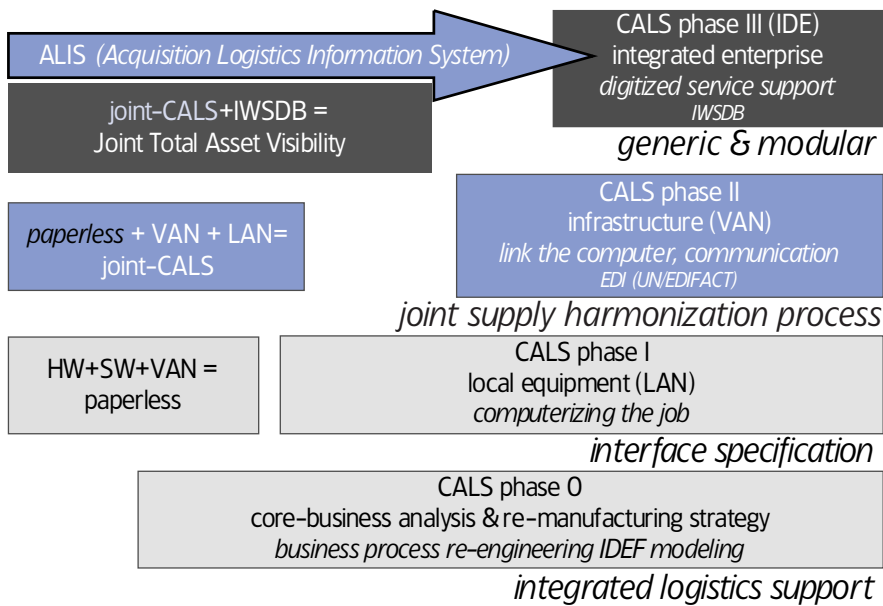 ALIS (Acquisition Logistics Information System)
CALS phase III (IDE)
integrated enterprise
digitized service support
IWSDB
joint-CALS+IWSDB =
Joint Total Asset Visibility
generic & modular
CALS phase II
infrastructure (VAN)
link the computer, communication
EDI (UN/EDIFACT)
paperless + VAN + LAN=
joint-CALS
joint supply harmonization process
HW+SW+VAN =
paperless
CALS phase I
local equipment (LAN)
computerizing the job
interface specification
CALS phase 0
core-business analysis & re-manufacturing strategy
business process re-engineering IDEF modeling
integrated logistics support